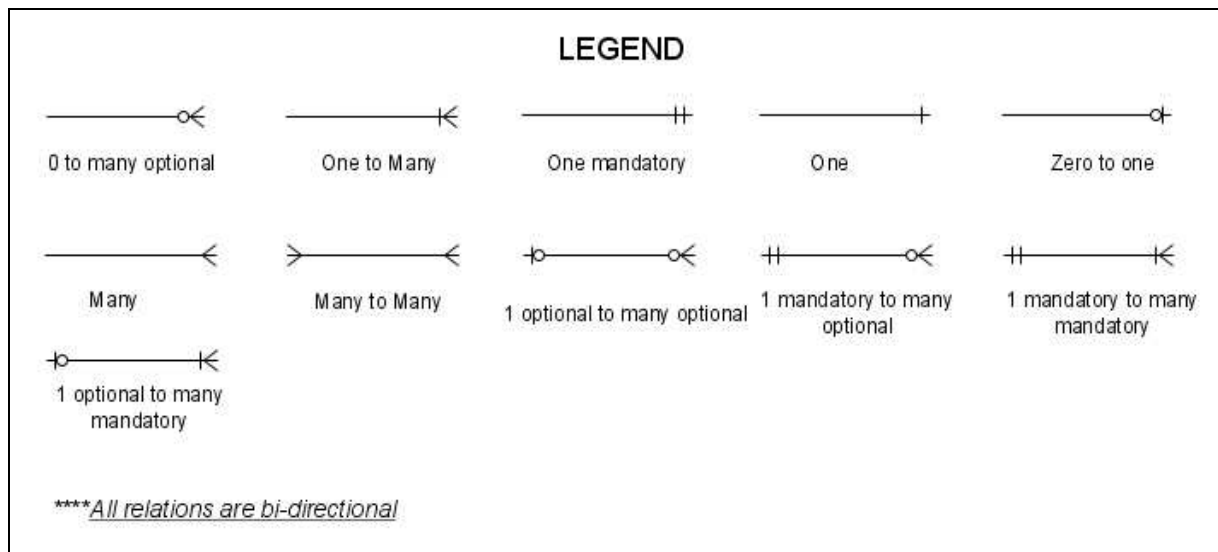 LEGEND
0 to many optional
One to Many
One mandatory
One
Zero to one
Many
Many to Many
1 optional to many optional
1 mandatory to many
optional
1 mandatory to many
mandatory
1 optional to many
mandatory
****All relations are bi-directional